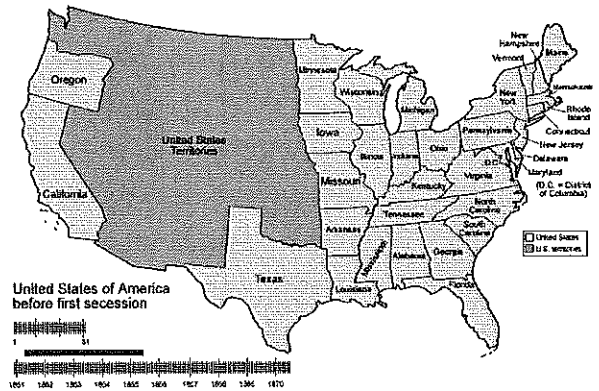 New
Hampshire
Vermont
Maine
Oregon
Minnesota
Wisconsin
Michigan
New
York
Massachusetts
Rhode
Island
Connecticut
United States
Territories
Iowa
Illinois
Indiana
Ohio
Pennsylvania
New Jersey
Delaware
Maryland
D.C.
(D.C. = District
of Columbia)
California
Missouri
Kentucky
Virginia
Tennessee
North
Carolina
Arkansas
South
Carolina
Mississippi
Alabama
Georgia
Texas
Louisiana
Florida
United States
U.S. territories
United States of America
before first secession
1 31
1861 1862 1863 1864 1865 1866 1867 1868 1869 1870